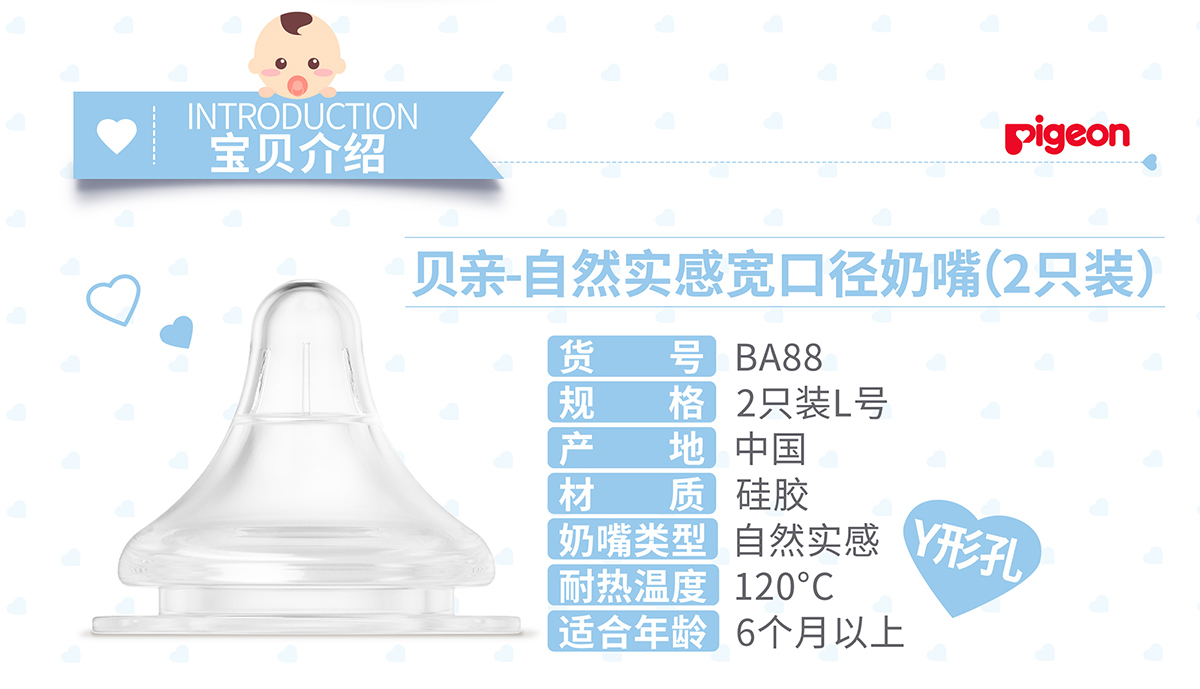 INTRODUCTION
宝贝介绍
Pigeon
贝亲-自然实感宽口径奶嘴(2只装)
货号 BA88
规格 2只装L号
产地 中国
材质 硅胶
奶嘴类型 自然实感
耐热温度 120°C
适合年龄 6个月以上
Y形孔